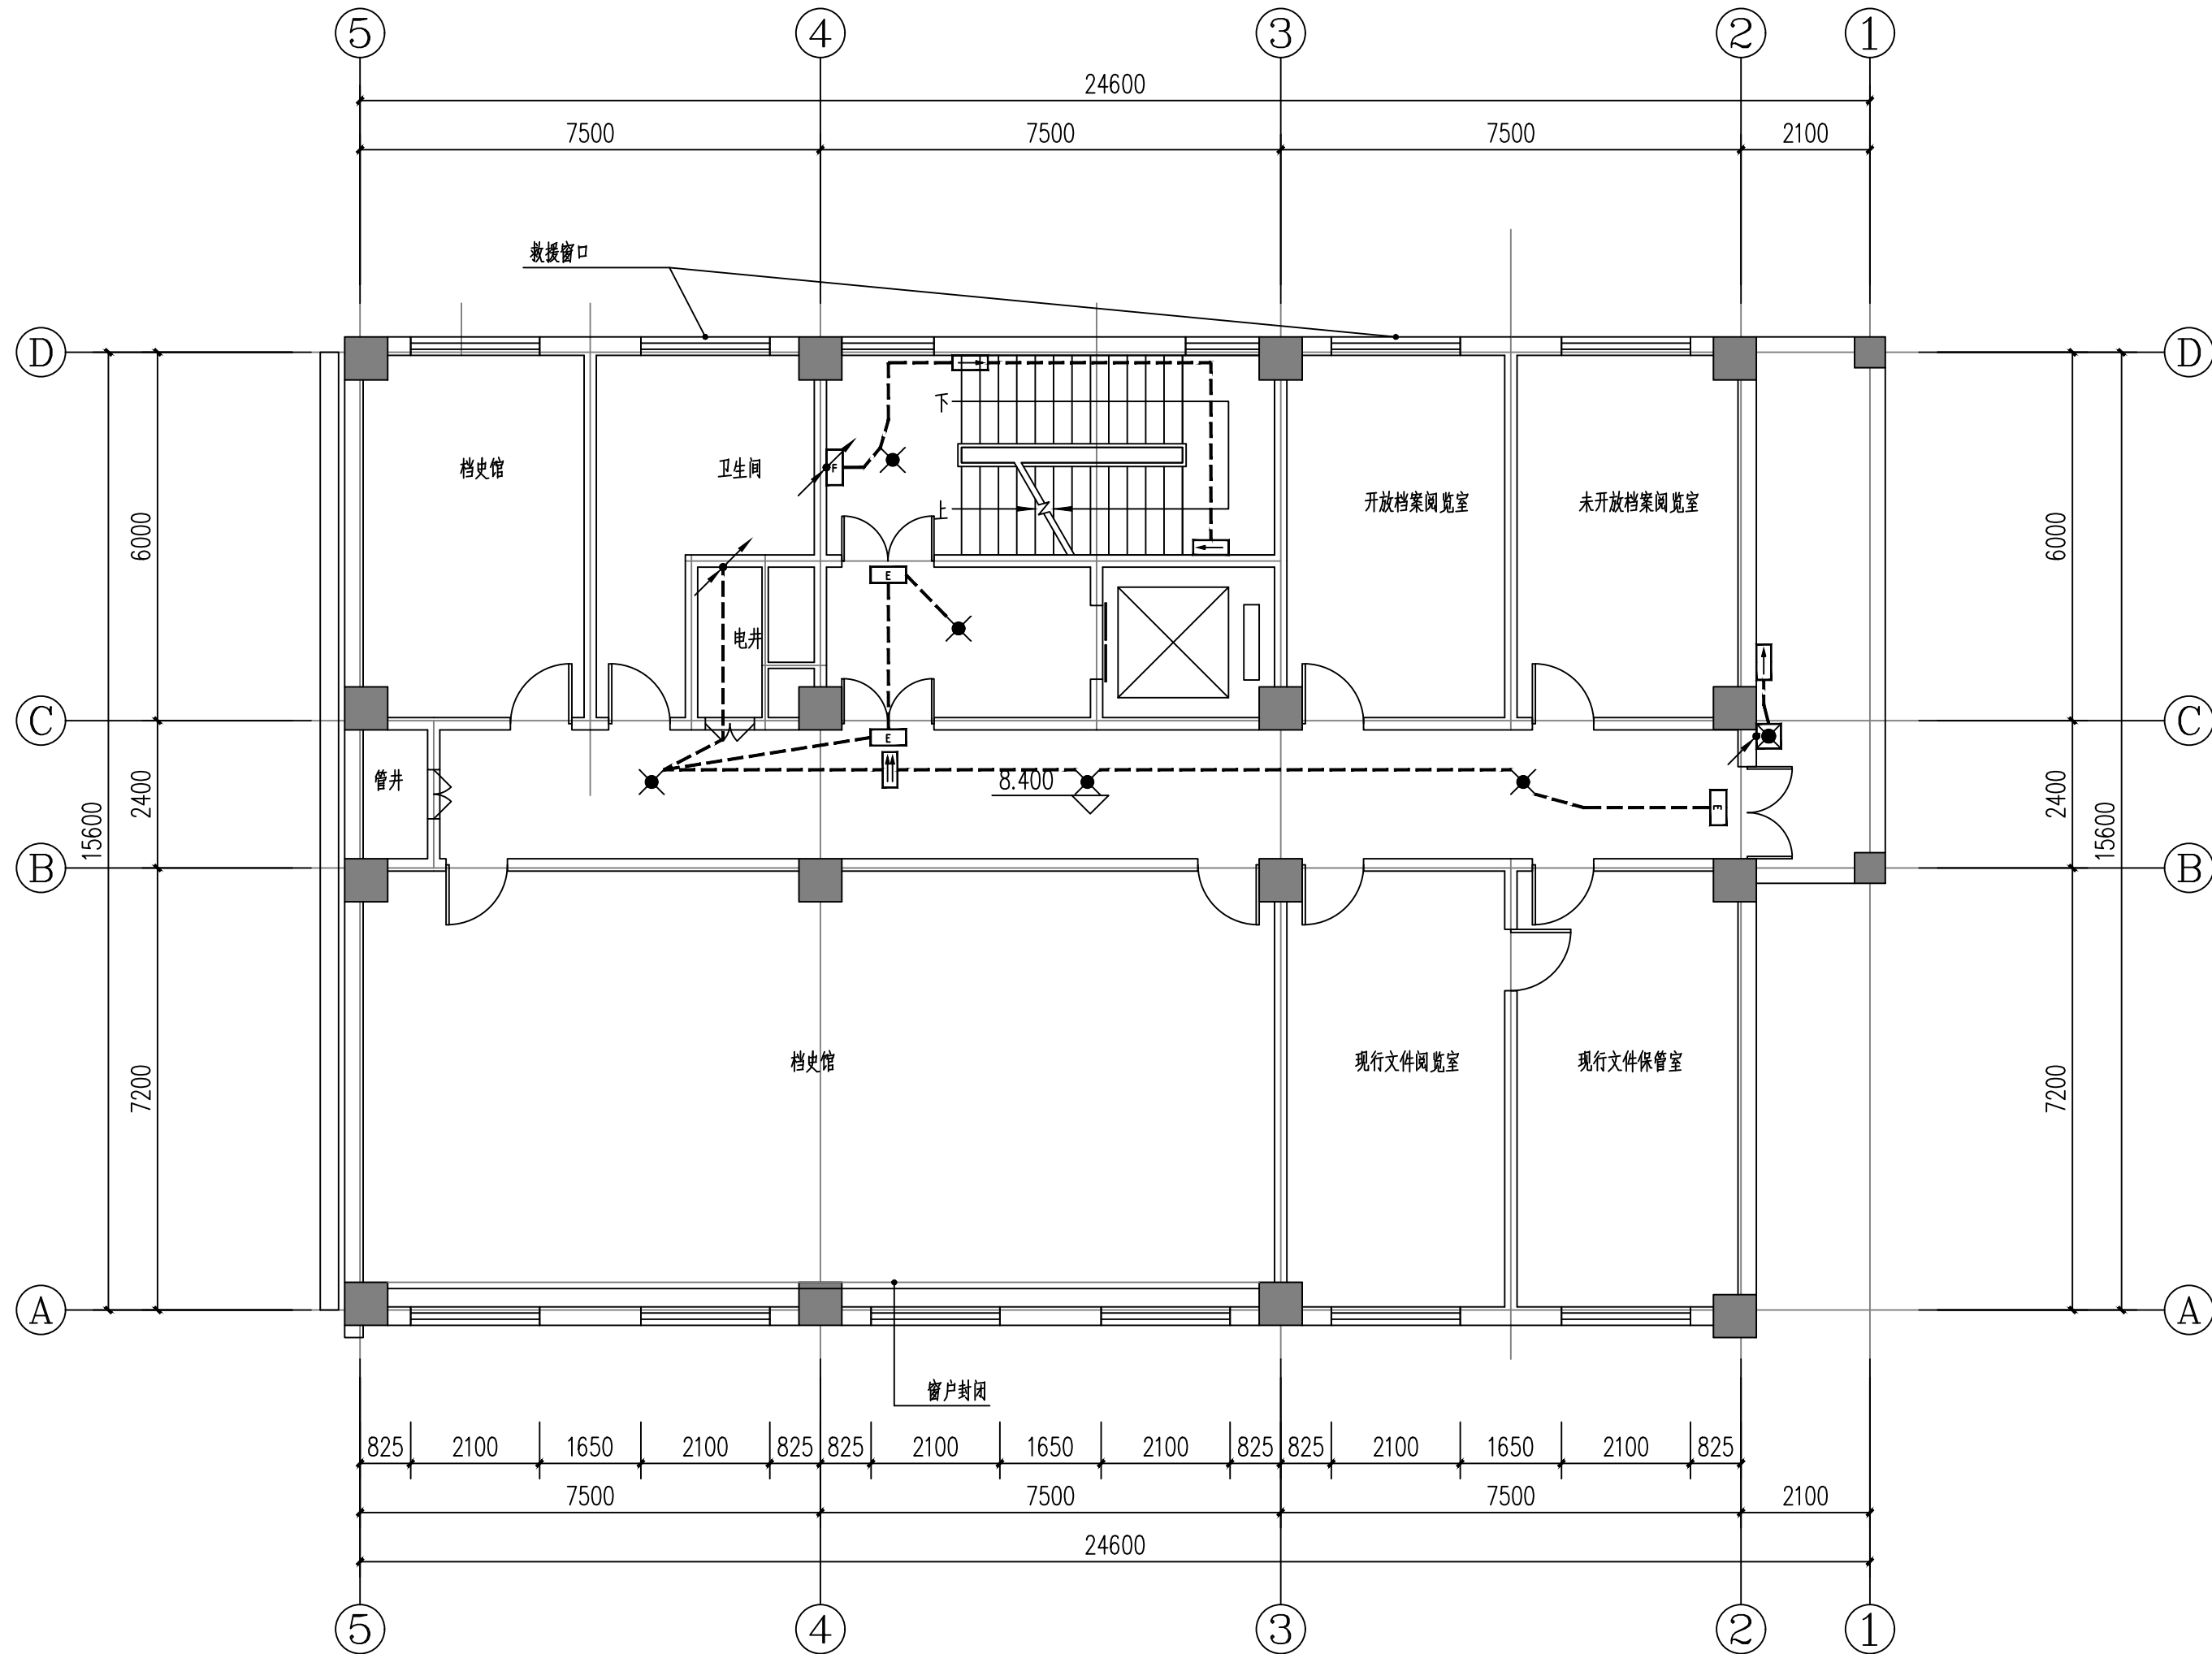 5 4 3 2 1
24600
7500 7500 7500 2100
救援窗口
D D
下
F
档史馆 卫生间
上
开放档案阅览室 未开放档案阅览室
6000 6000
E
电井
C C
E
管井
8.400
2400 2400
E
15600 15600
B B
档史馆 现行文件阅览室 现行文件保管室
7200 7200
A A
窗户封闭
825 2100 1650 2100 825 825 2100 1650 2100 825 825 2100 1650 2100 825
7500 7500 7500 2100
24600
5 4 3 2 1